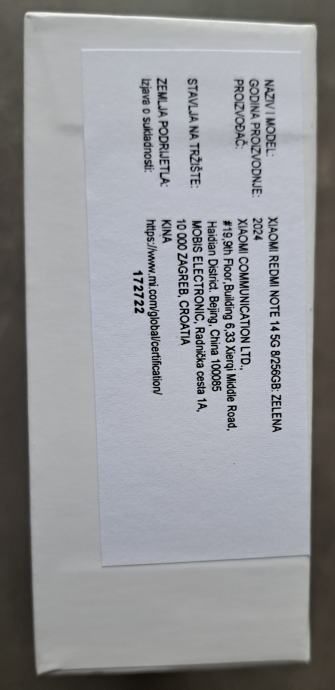 NAZIV I MODEL: XIAOMI REDMI NOTE 14 5G 8/256GB: ZELENA
GODINA PROIZVODNJE: 2024
PROIZVOĐAČ: XIAOMI COMMUNICATION LTD.,
#19, 9th Floor, Building 6,33 Xierqi Middle Road,
Haidian District. Bejing, China 100085
STAVLJA NA TRŽIŠTE: MOBIS ELECTRONIC, Radnička cesta 1A,
10 000 ZAGREB, CROATIA
ZEMLJA PODRIJETLA: KINA
Izjava o sukladnosti: https://www.mi.com/global/certification/
172722